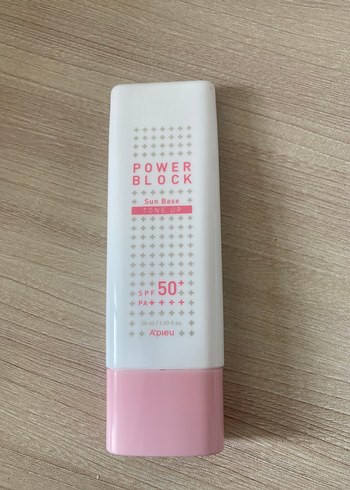 POWER
BLOCK
Sun Base
TONE UP
SPF 50+
PA++++
A'PIEU